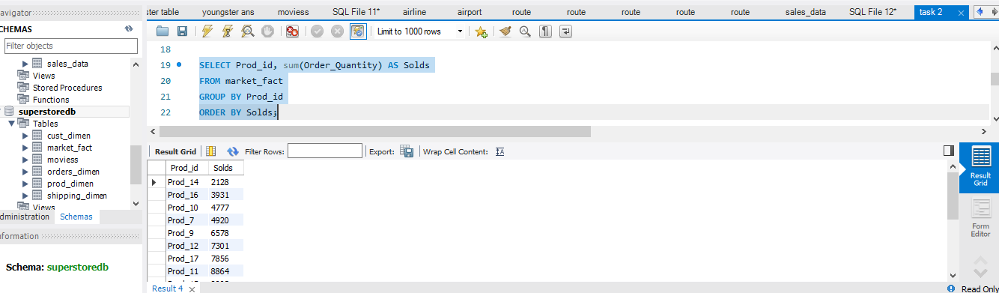 avigator
ster table youngster ans moviess SQL File 11* airline airport route route route route route sales_data SQL File 12* task 2
CHEMAS
Filter objects
sales_data
Views
Stored Procedures
Functions
superstoredb
Tables
cust_dimen
market_fact
moviess
orders_dimen
prod_dimen
shipping_dimen
Views
dministration Schemas
nformation
Schema: superstoredb
Limit to 1000 rows
18
19 SELECT Prod_id, sum(Order_Quantity) AS Solds
20 FROM market_fact
21 GROUP BY Prod_id
22 ORDER BY Solds;
Result Grid Filter Rows: Export: Wrap Cell Content:
Prod_id Solds
Prod_14 2128
Prod_16 3931
Prod_10 4777
Prod_7 4920
Prod_9 6578
Prod_12 7301
Prod_17 7856
Prod_11 8864
Result 4
Result
Grid
Form
Editor
Read Only